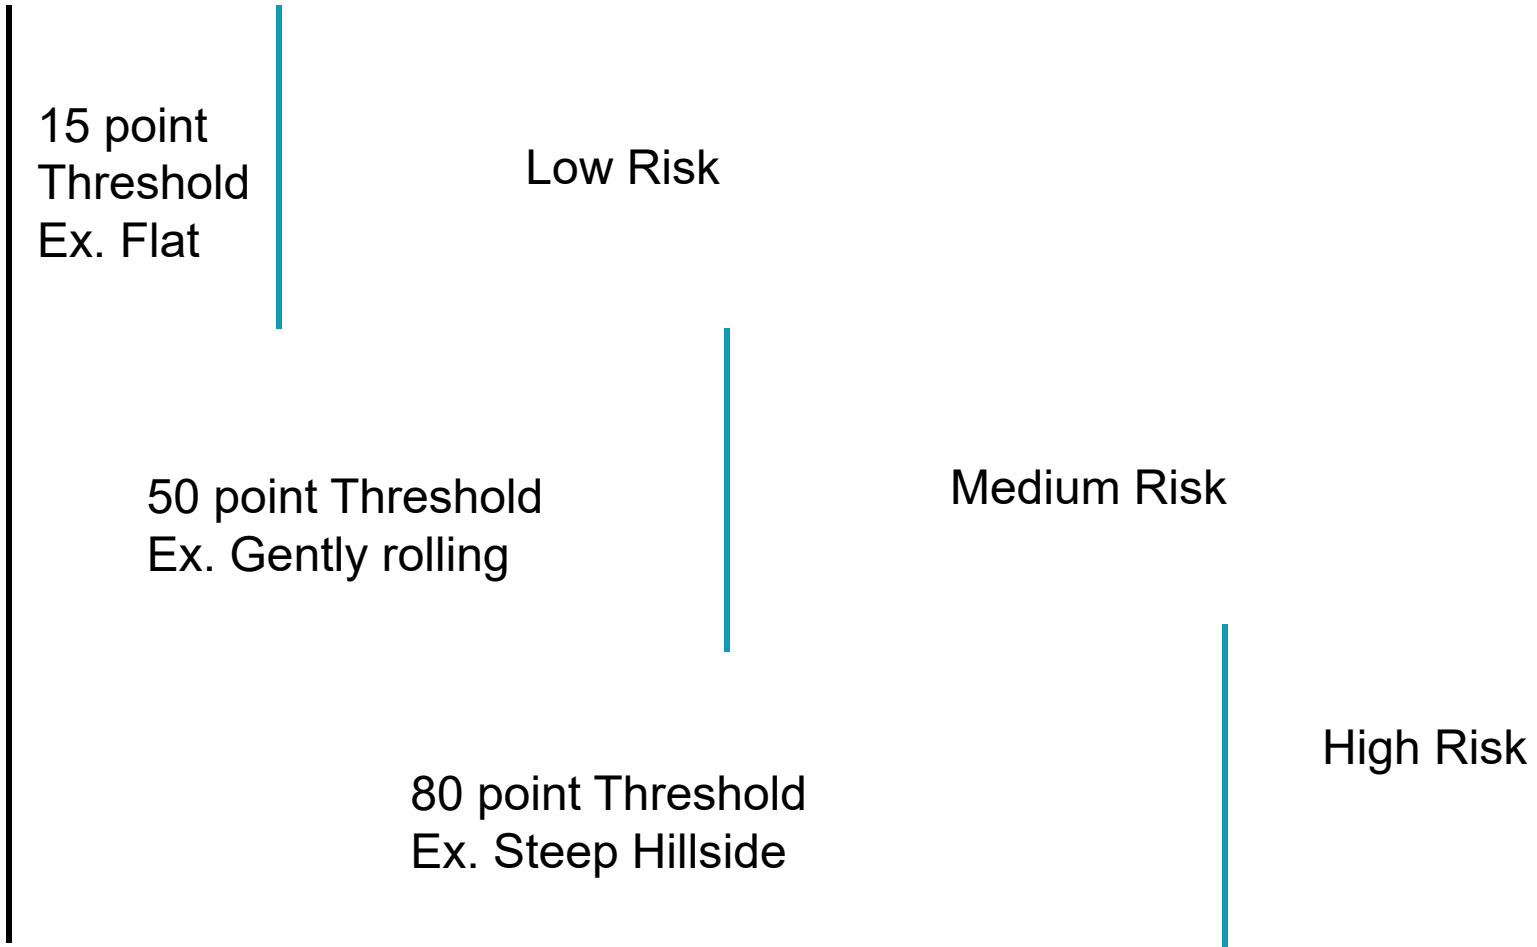 15 point
Threshold
Ex. Flat
Low Risk
50 point Threshold
Ex. Gently rolling
Medium Risk
80 point Threshold
Ex. Steep Hillside
High Risk